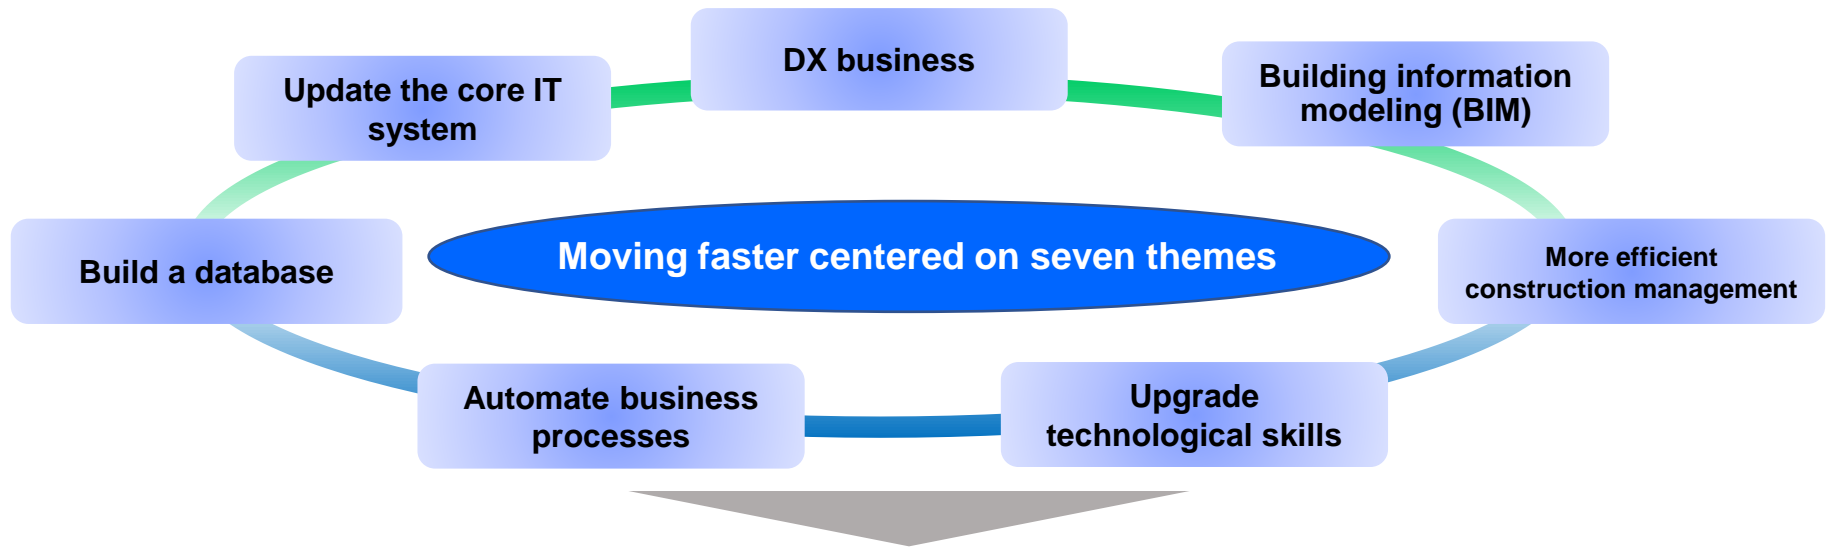 DX business
Update the core IT
system
Building information
modeling (BIM)
Build a database
Moving faster centered on seven themes
More efficient
construction management
Automate business
processes
Upgrade
technological skills